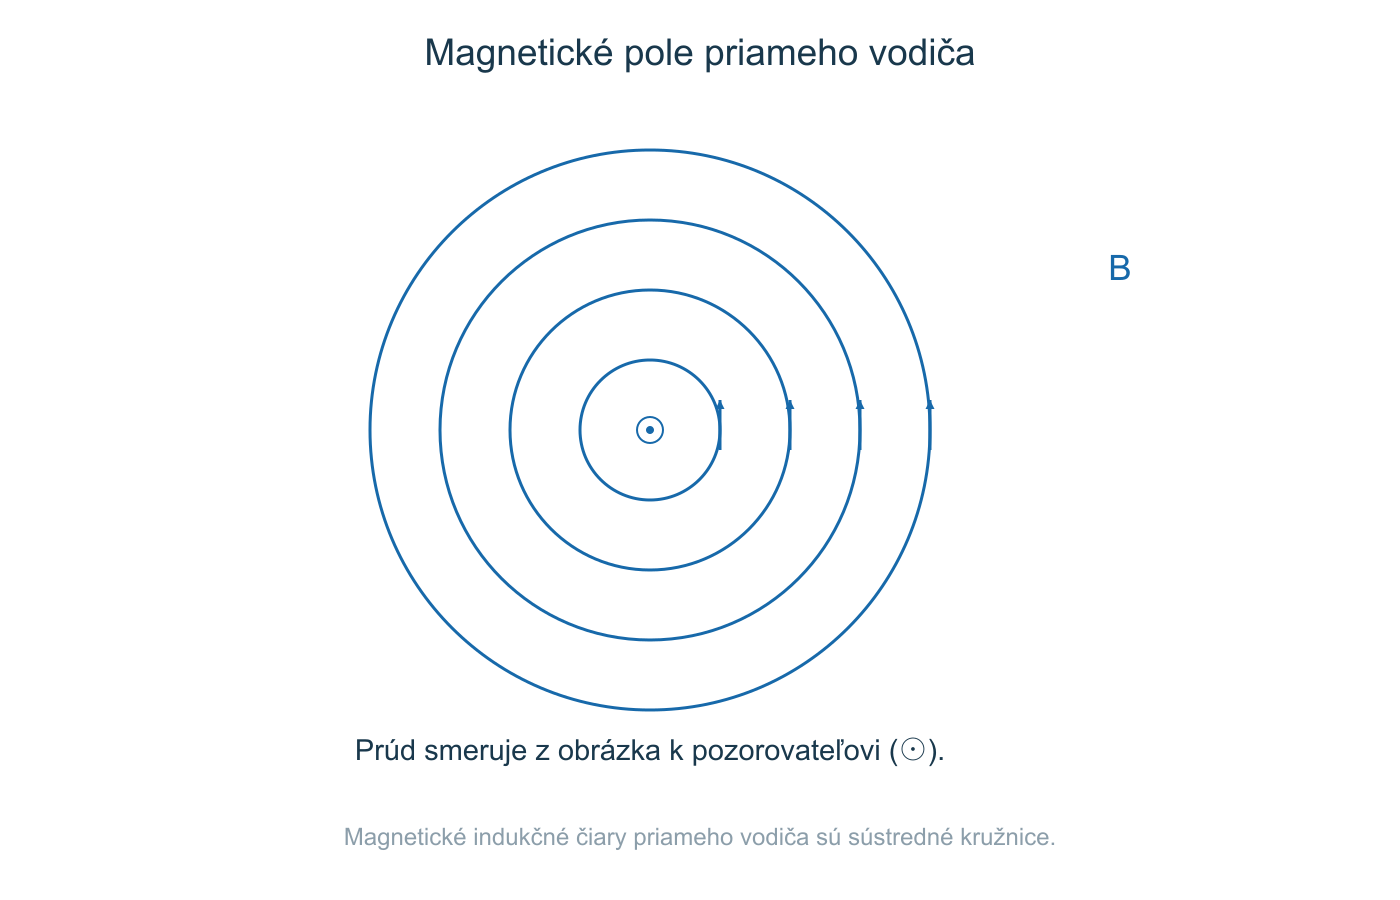 Magnetické pole priameho vodiča
B
Prúd smeruje z obrázka k pozorovateľovi (☉).
Magnetické indukčné čiary priameho vodiča sú sústredné kružnice.